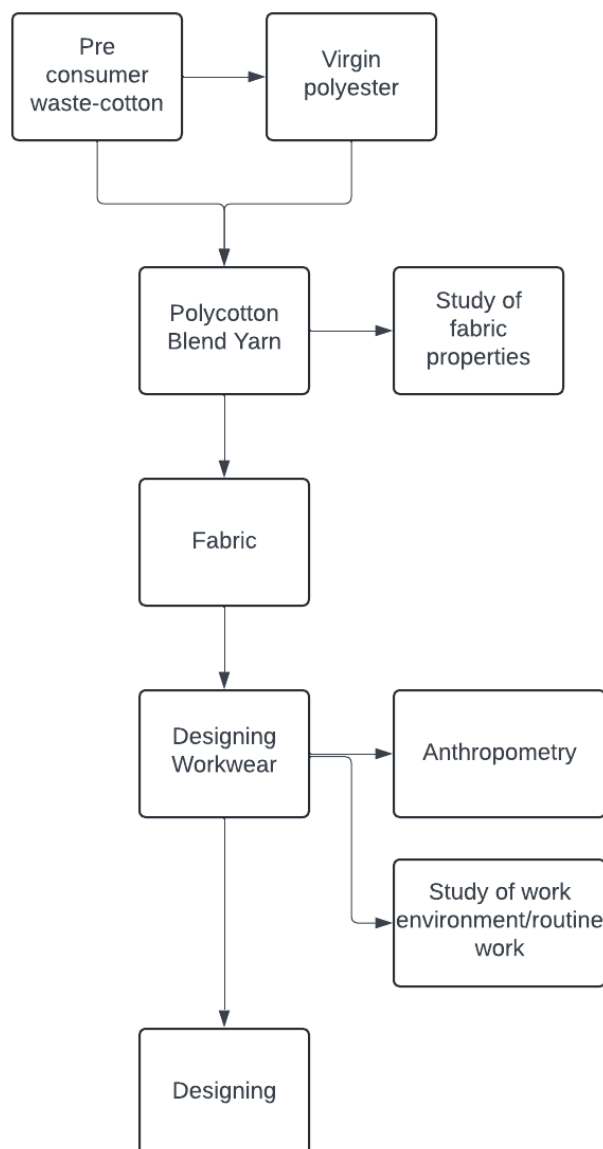 Pre
consumer
waste-cotton
Virgin
polyester
Polycotton
Blend Yarn
Study of
fabric
properties
Fabric
Designing
Workwear
Anthropometry
Study of work
environment/routine
work
Designing